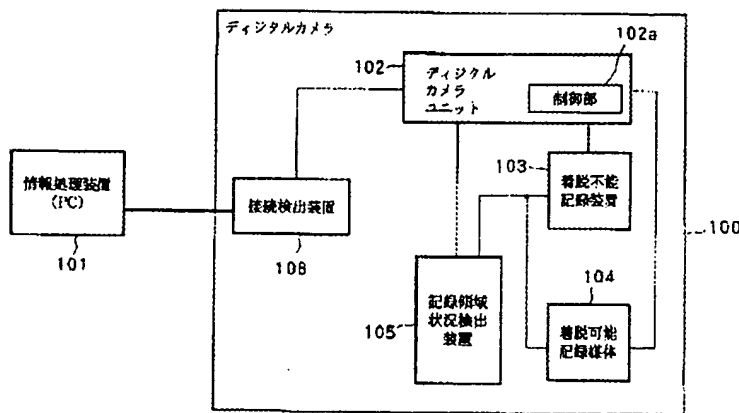 ディジタルカメラ
102a
102
ディジタル
カメラ
ユニット
制御部
103
着脱不能
記録装置
情報処理装置
(PC)
101
接続検出装置
108
100
記録領域
状況検出
装置
105
104
着脱可能
記録媒体